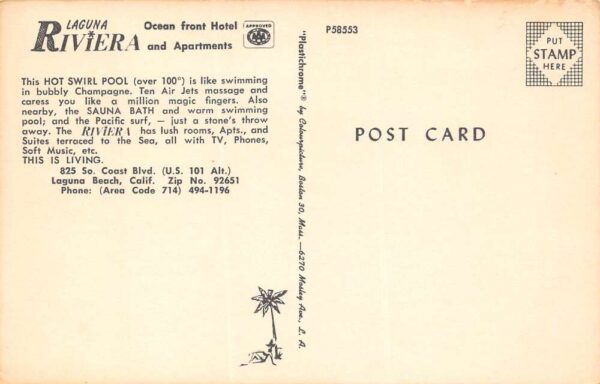 LAGUNA
RIVIERA
Ocean front Hotel
and Apartments
APPROVED
AAA
This HOT SWIRL POOL (over 100°) is like swimming
in bubbly Champagne. Ten Air Jets massage and
caress you like a million magic fingers. Also
nearby, the SAUNA BATH and warm swimming
pool; and the Pacific surf, — just a stone's throw
away. The RIVIERA has lush rooms, Apts., and
Suites terraced to the Sea, all with TV, Phones,
Soft Music, etc.
THIS IS LIVING.
825 So. Coast Blvd. (U.S. 101 Alt.)
Laguna Beach, Calif. Zip No. 92651
Phone: (Area Code 714) 494-1196
"Plastichrome"® by Colourpicture, Boston 30, Mass. — 6270 Mosley Ave., L. A.
P58553
POST CARD
PUT
STAMP
HERE